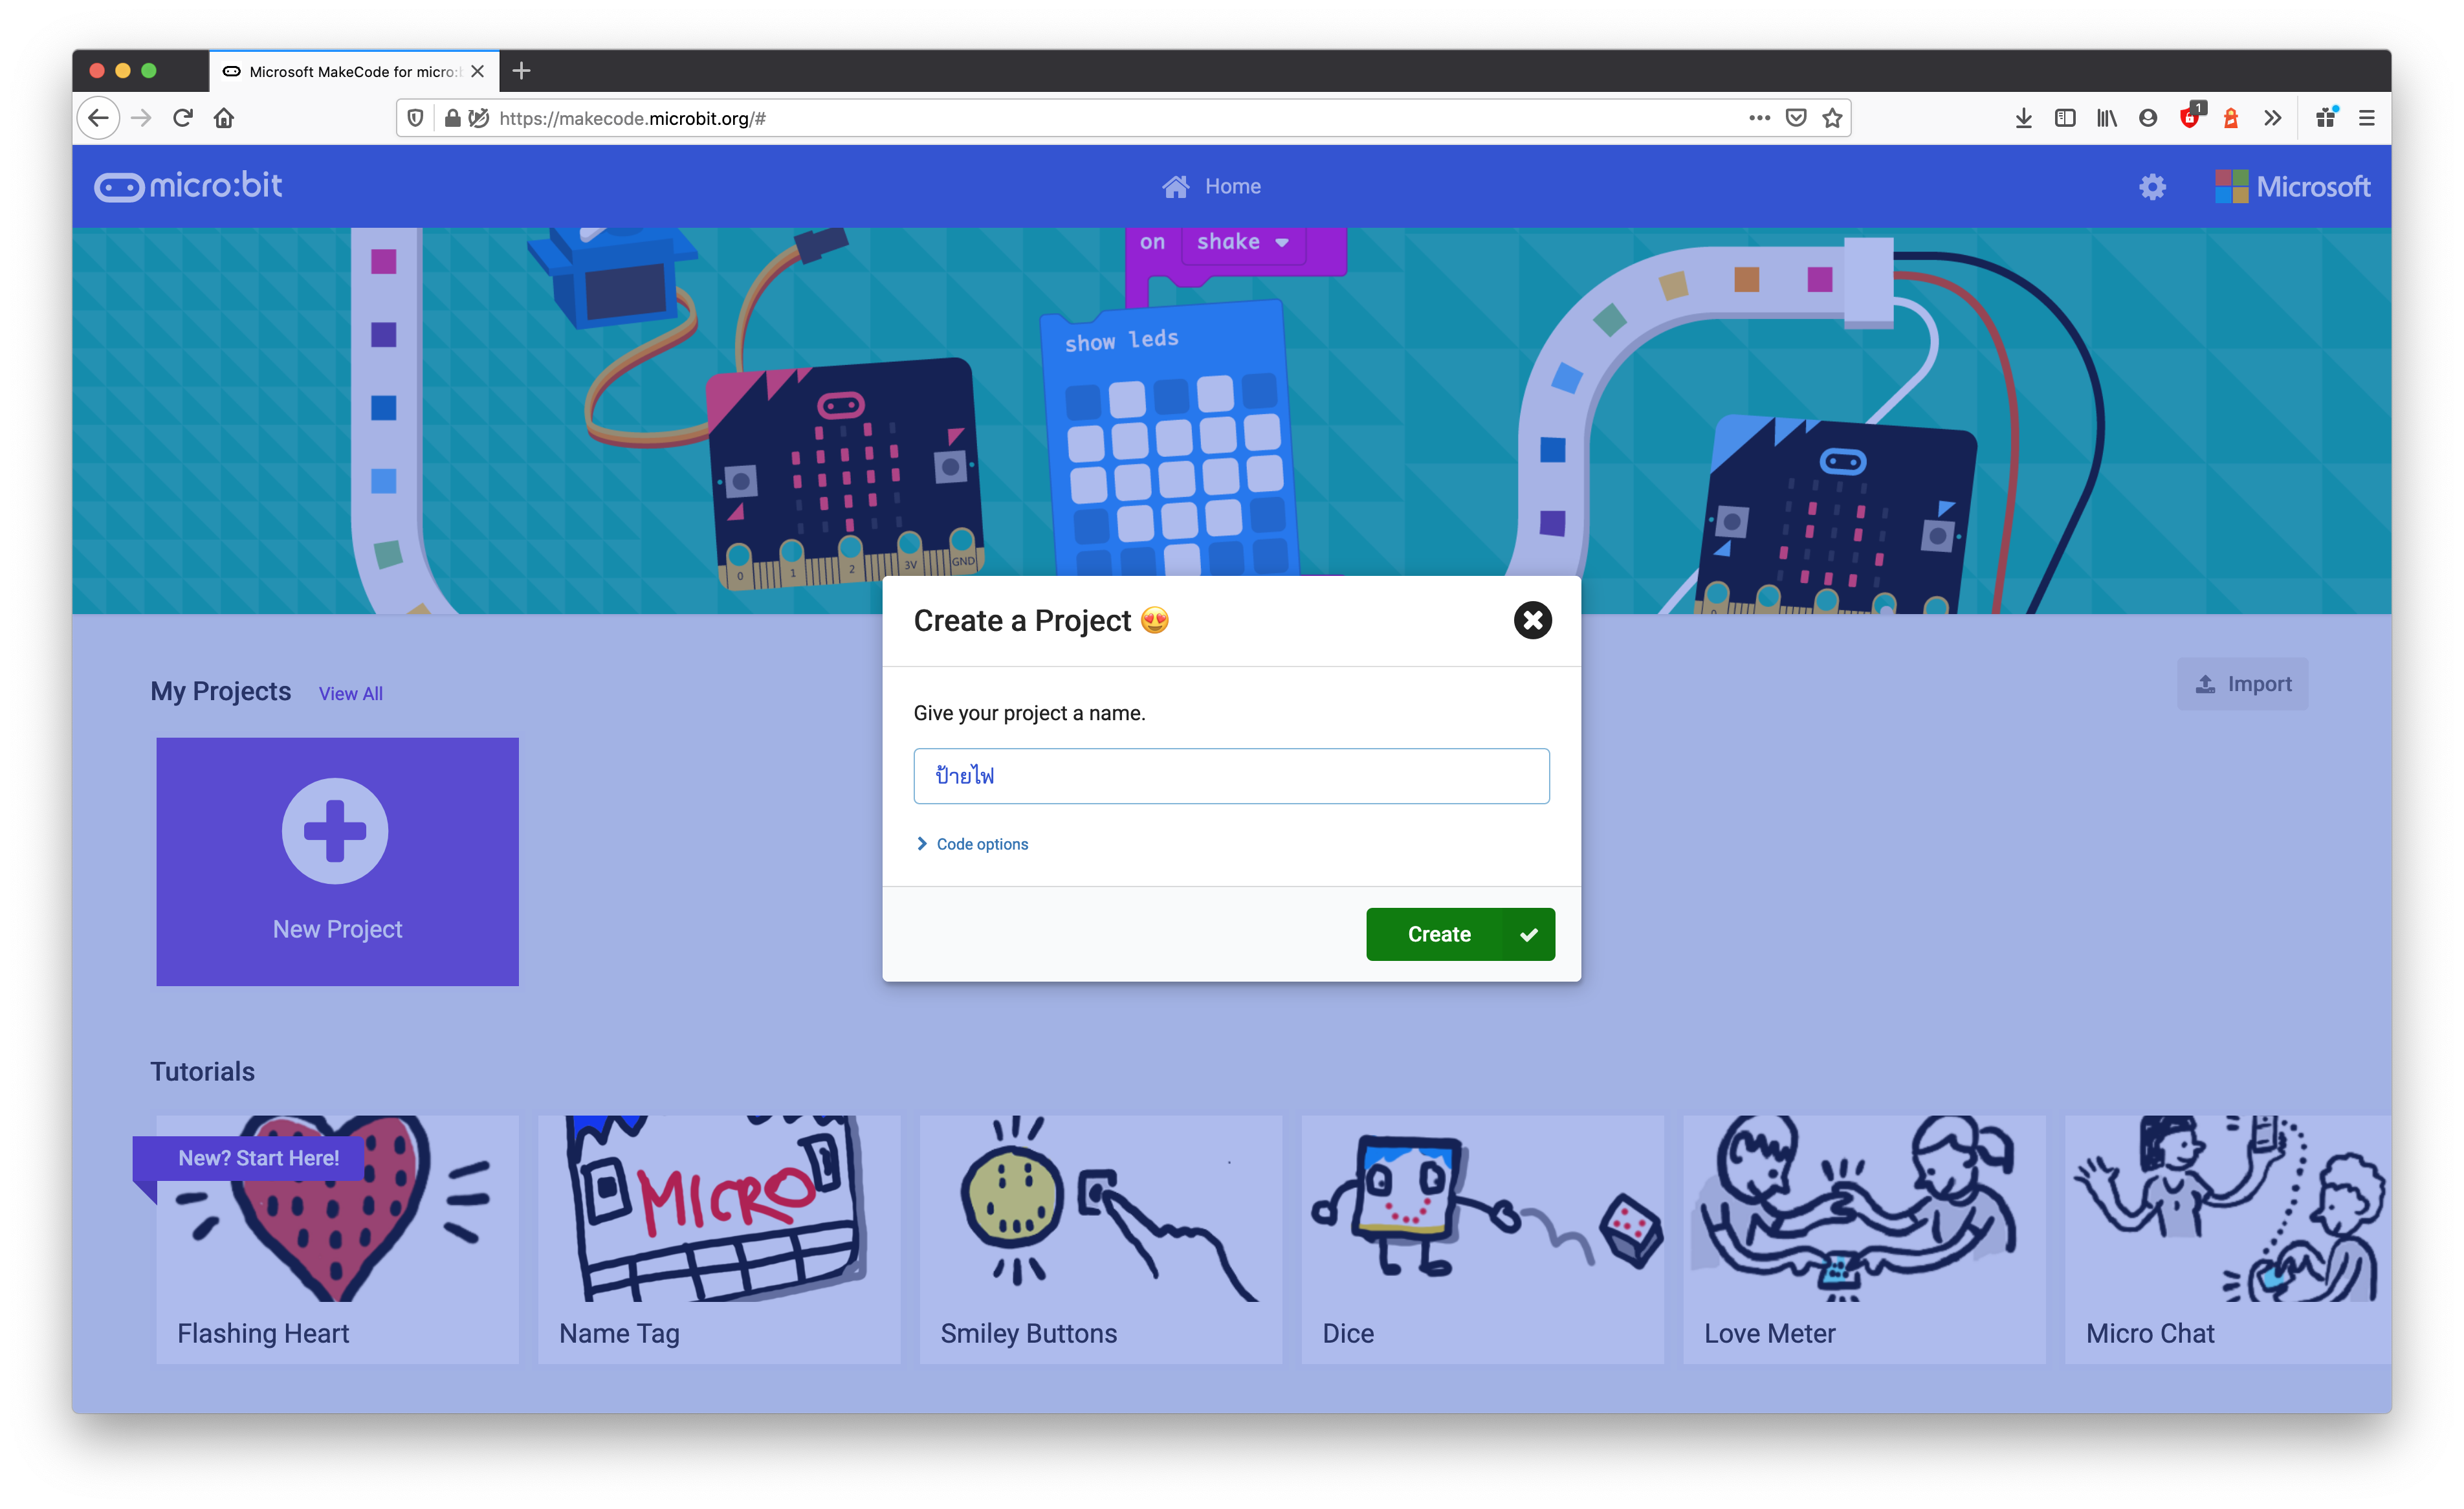 Microsoft MakeCode for micro:b
https://makecode.microbit.org/#
1
micro:bit
Home
Microsoft
on shake
show leds
0 1 2 3V GND
0
Create a Project 😍
Give your project a name.
ป้ายไฟ
Code options
Create
My Projects View All
Import
New Project
Tutorials
New? Start Here!
MICRO
Flashing Heart
Name Tag
Smiley Buttons
Dice
Love Meter
Micro Chat